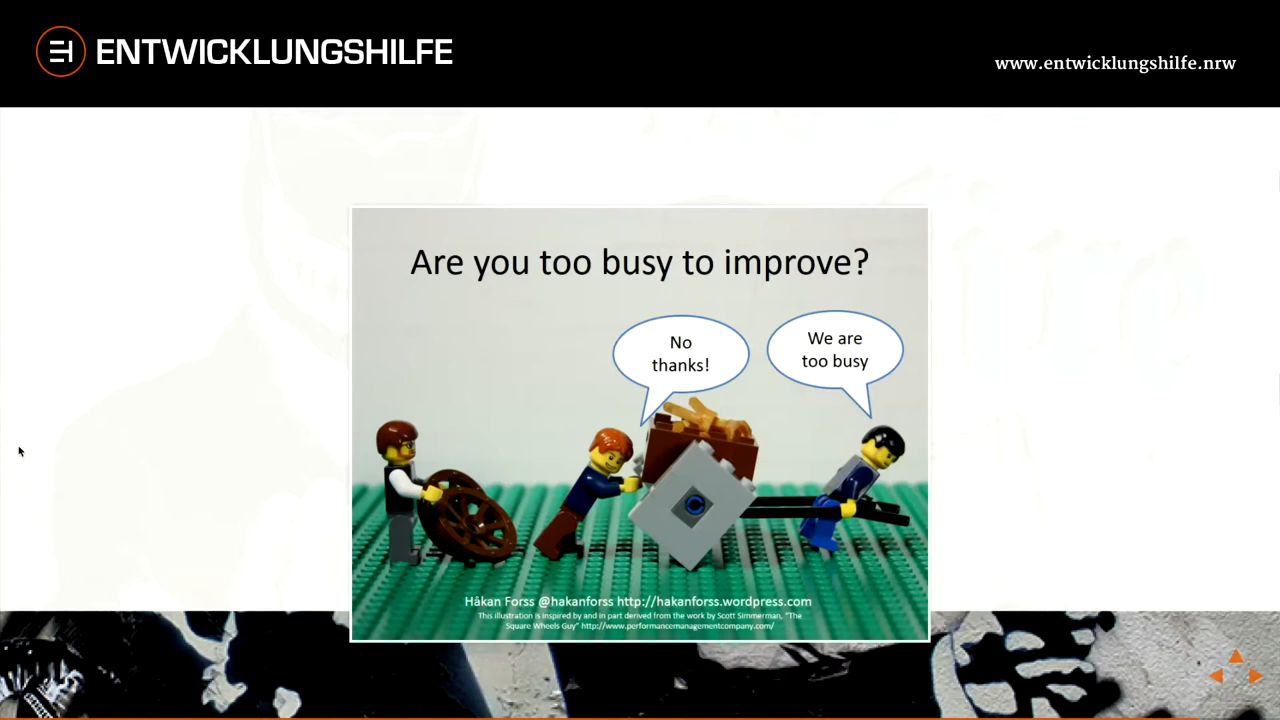 ENTWICKLUNGSHILFE
www.entwicklungshilfe.nrw
Are you too busy to improve?
No
thanks!
We are
too busy
Håkan Forss @hakanforss http://hakanforss.wordpress.com
This illustration is inspired by and in part derived from the work by Scott Simmerman, "The
Square Wheels Guy" http://www.performancemanagementcompany.com/